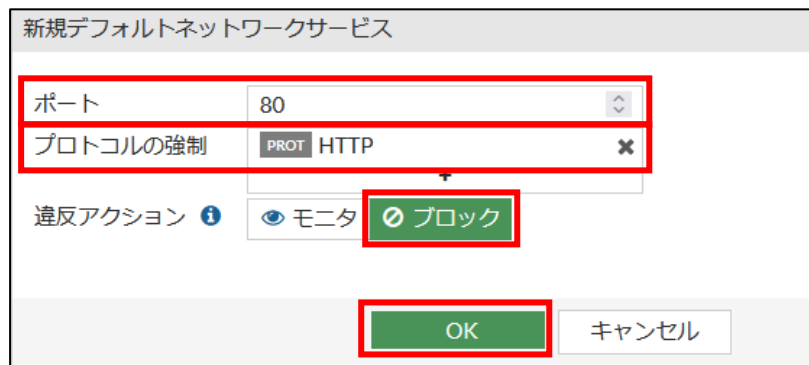 新規デフォルトネットワークサービス
ポート 80
プロトコルの強制 PROT HTTP
違反アクション モニタ ブロック
OK キャンセル